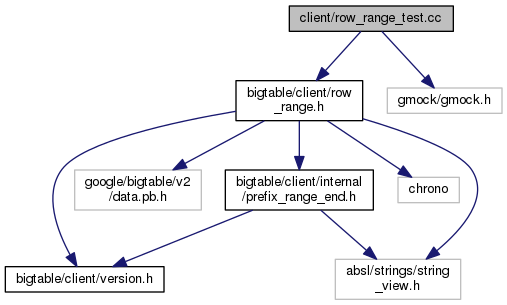 client/row_range_test.cc
bigtable/client/row
_range.h
gmock/gmock.h
google/bigtable/v2
/data.pb.h
bigtable/client/internal
/prefix_range_end.h
chrono
bigtable/client/version.h
absl/strings/string
_view.h